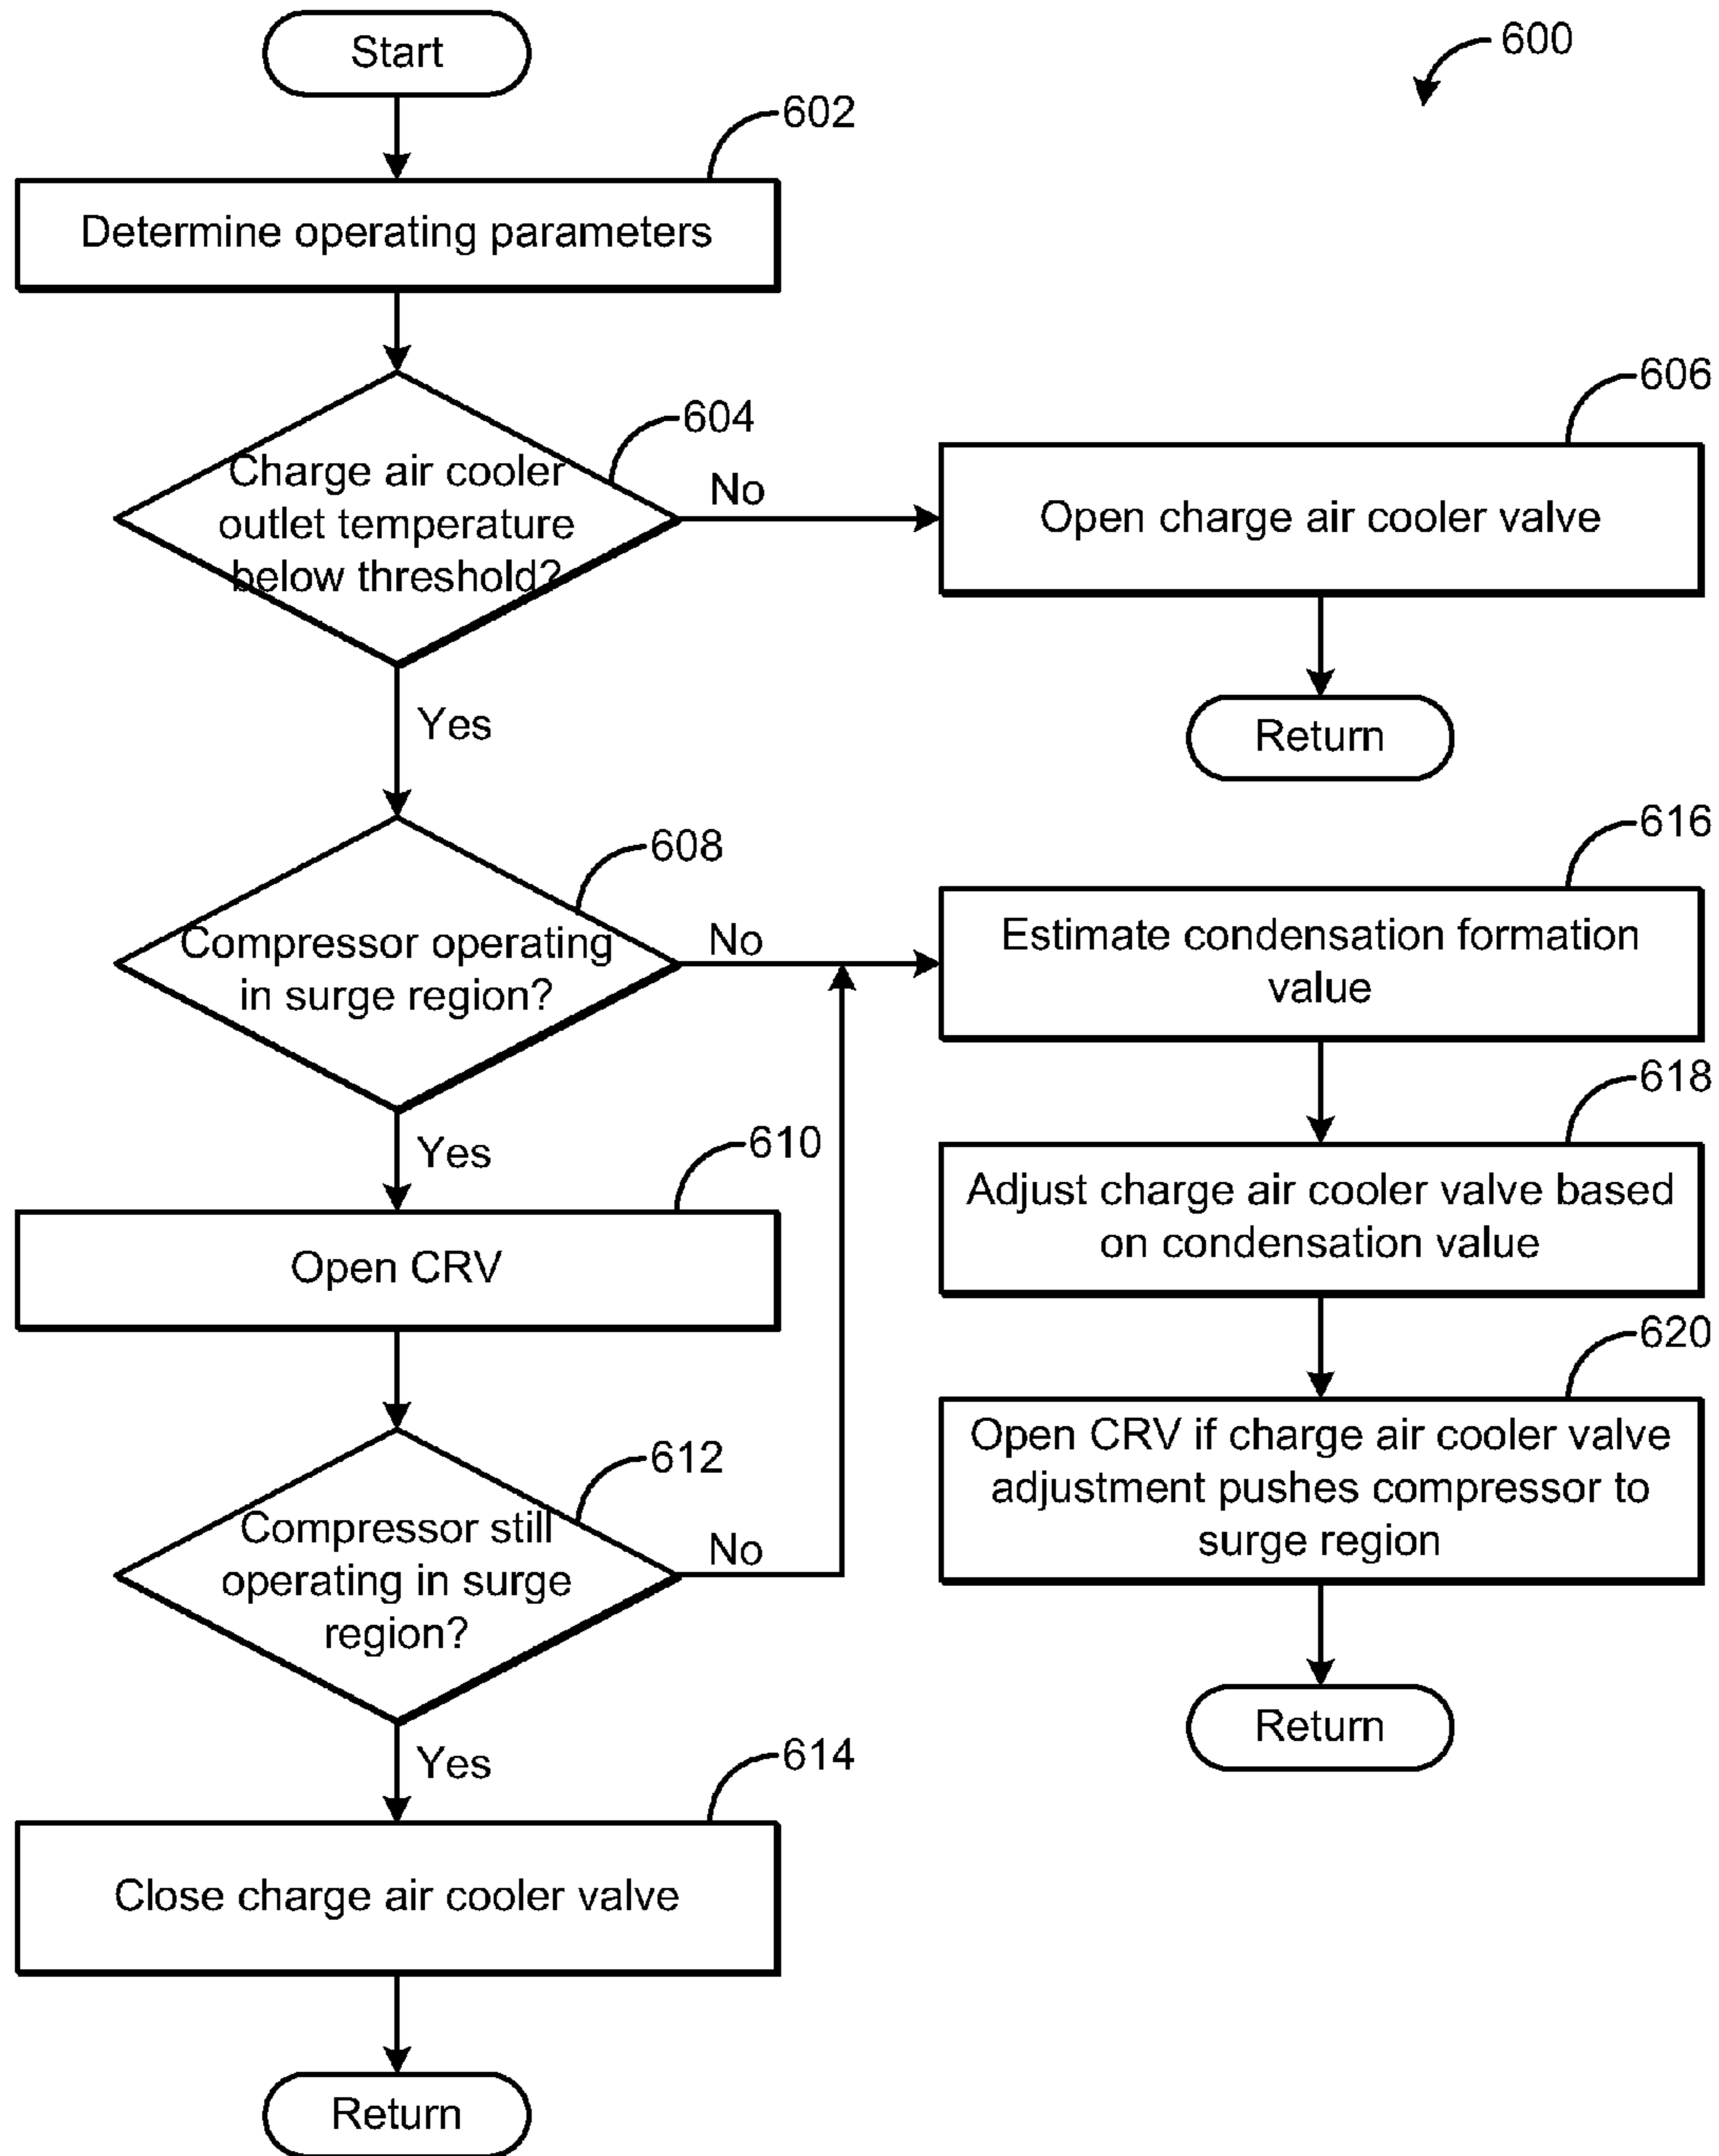 Start
600
602
Determine operating parameters
604
Charge air cooler
outlet temperature
below threshold?
No
606
Open charge air cooler valve
Return
Yes
608
Compressor operating
in surge region?
No
616
Estimate condensation formation
value
618
Adjust charge air cooler valve based
on condensation value
620
Open CRV if charge air cooler valve
adjustment pushes compressor to
surge region
Return
Yes
610
Open CRV
612
Compressor still
operating in surge
region?
No
Yes
614
Close charge air cooler valve
Return